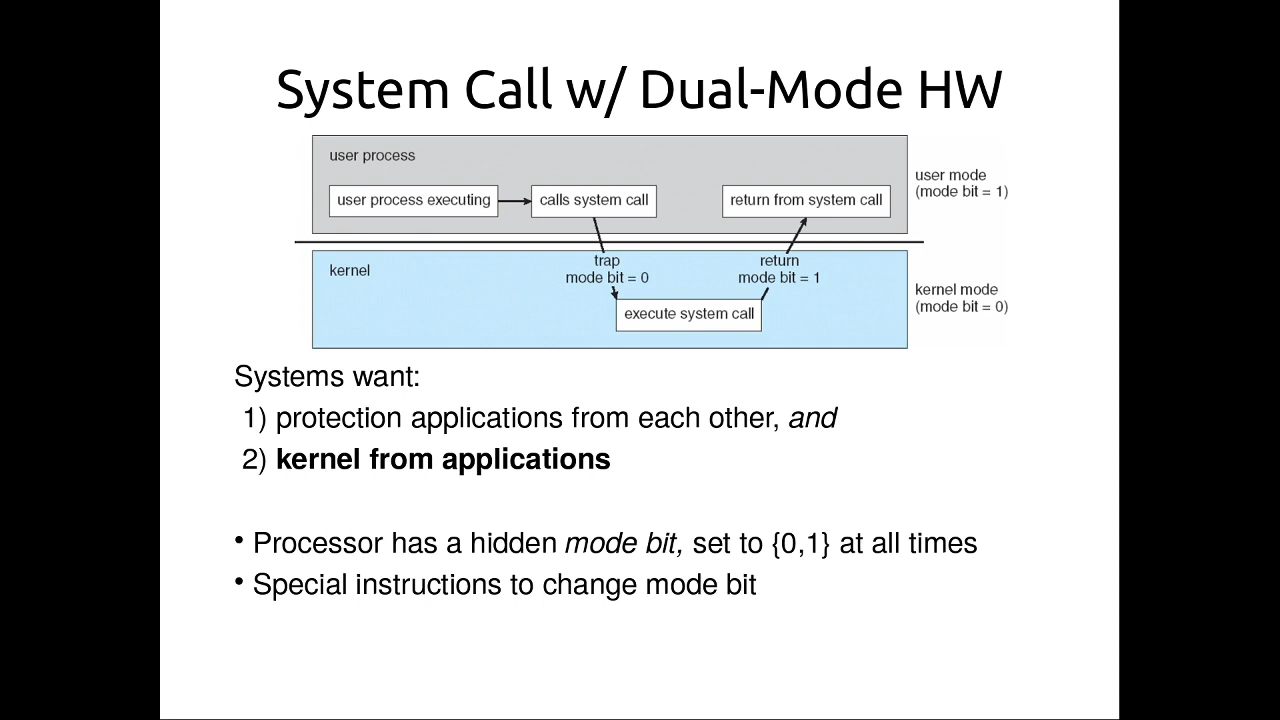 System Call w/ Dual-Mode HW
user process
user process executing
calls system call
return from system call
user mode
(mode bit = 1)
kernel
trap
mode bit = 0
return
mode bit = 1
execute system call
kernel mode
(mode bit = 0)
Systems want:
1) protection applications from each other, and
2) kernel from applications
• Processor has a hidden mode bit, set to {0,1} at all times
• Special instructions to change mode bit